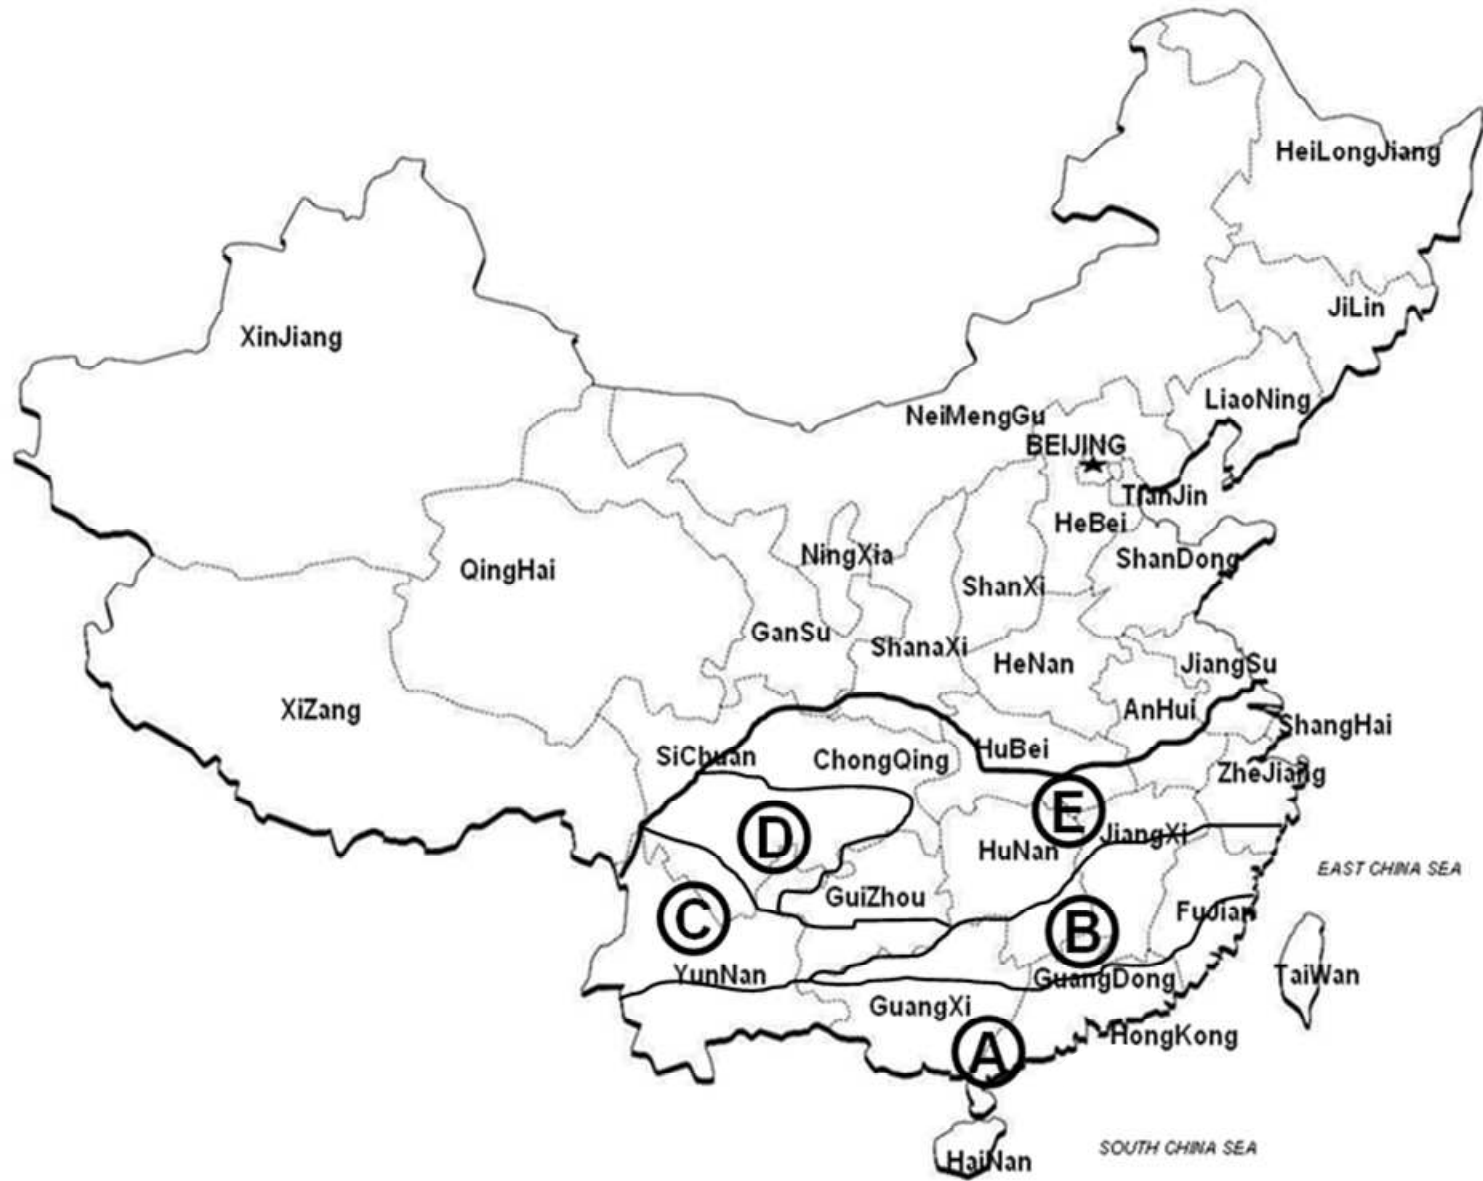 HeiLongJiang
JiLin
XinJiang
LiaoNing
NeiMengGu
BEIJING
TianJin
HeBei
NingXia
ShanDong
QingHai
ShanXi
GanSu
ShanaXi
HeNan
JiangSu
XiZang
AnHui
ShangHai
SiChuan
ChongQing
HuBei
ZheJiang
E
D
JiangXi
HuNan
EAST CHINA SEA
GuiZhou
C
FuJian
B
YunNan
GuangDong
TaiWan
GuangXi
HongKong
A
SOUTH CHINA SEA
HaiNan